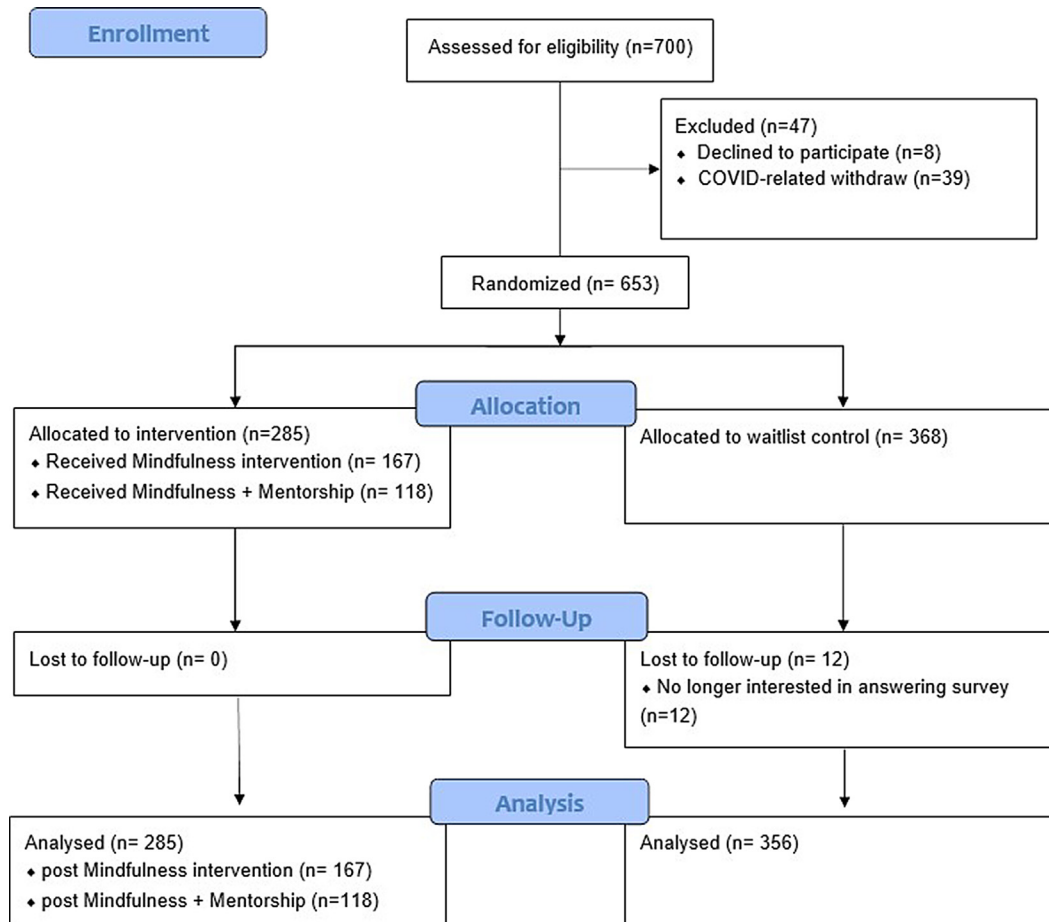 Enrollment
Assessed for eligibility (n=700)
Excluded (n=47)
⬥ Declined to participate (n=8)
⬥ COVID-related withdraw (n=39)
Randomized (n= 653)
Allocation
Allocated to intervention (n=285)
⬥ Received Mindfulness intervention (n= 167)
⬥ Received Mindfulness + Mentorship (n= 118)
Allocated to waitlist control (n= 368)
Follow-Up
Lost to follow-up (n= 0)
Lost to follow-up (n= 12)
⬥ No longer interested in answering survey
(n=12)
Analysis
Analysed (n= 285)
⬥ post Mindfulness intervention (n= 167)
⬥ post Mindfulness + Mentorship (n=118)
Analysed (n= 356)